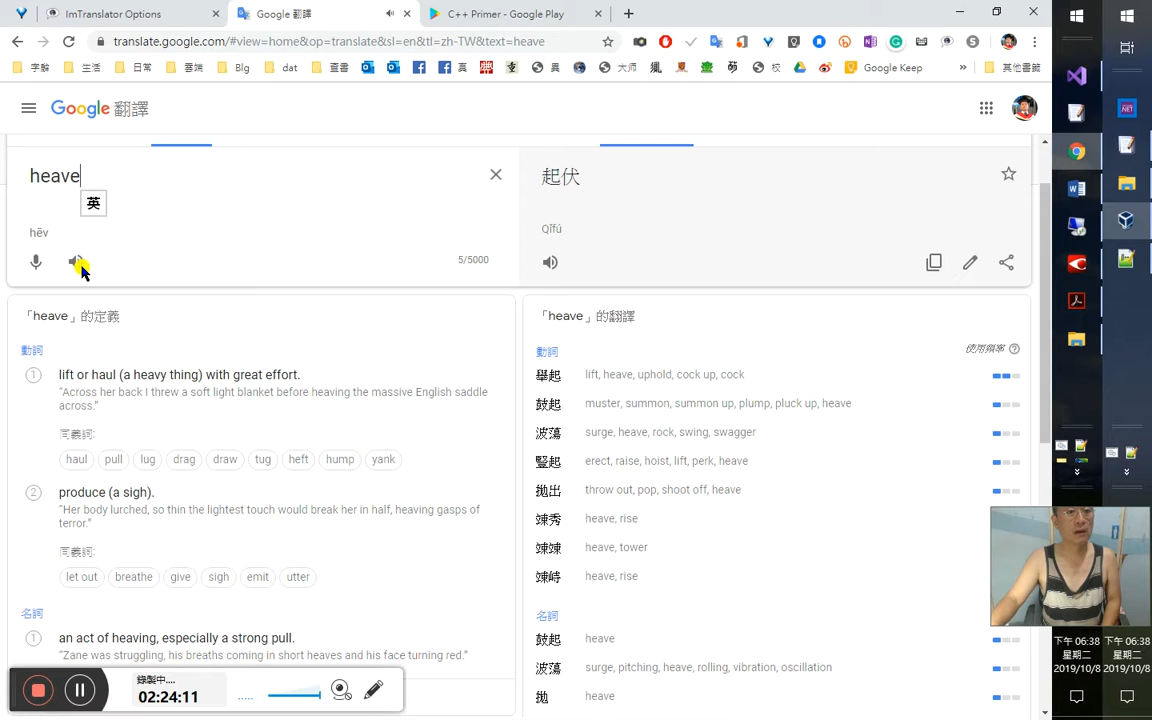 ImTranslator Options
Google 翻譯
C++ Primer - Google Play
translate.google.com/#view=home&op=translate&sl=en&tl=zh-TW&text=heave
字辭
生活
日常
雲端
Blg
dat
查書
真
異
大师
校
Google Keep
其他書籤
Google 翻譯
heave
英
hēv
5/5000
起伏
Qǐfú
「heave」的定義
動詞
1
lift or haul (a heavy thing) with great effort.
"Across her back I threw a soft light blanket before heaving the massive English saddle
across."
同義詞:
haul
pull
lug
drag
draw
tug
heft
hump
yank
2
produce (a sigh).
"Her body lurched, so thin the lightest touch would break her in half, heaving gasps of
terror."
同義詞:
let out
breathe
give
sigh
emit
utter
名詞
1
an act of heaving, especially a strong pull.
"Zane was struggling, his breaths coming in short heaves and his face turning red."
「heave」的翻譯
動詞
使用頻率
舉起
lift, heave, uphold, cock up, cock
鼓起
muster, summon, summon up, plump, pluck up, heave
波蕩
surge, heave, rock, swing, swagger
豎起
erect, raise, hoist, lift, perk, heave
拋出
throw out, pop, shoot off, heave
竦秀
heave, rise
竦竦
heave, tower
竦峙
heave, rise
名詞
鼓起
heave
波蕩
surge, pitching, heave, rolling, vibration, oscillation
拋
heave
錄製中....
02:24:11
下午 06:38
星期二
2019/10/8
下午 06:38
星期二
2019/10/8